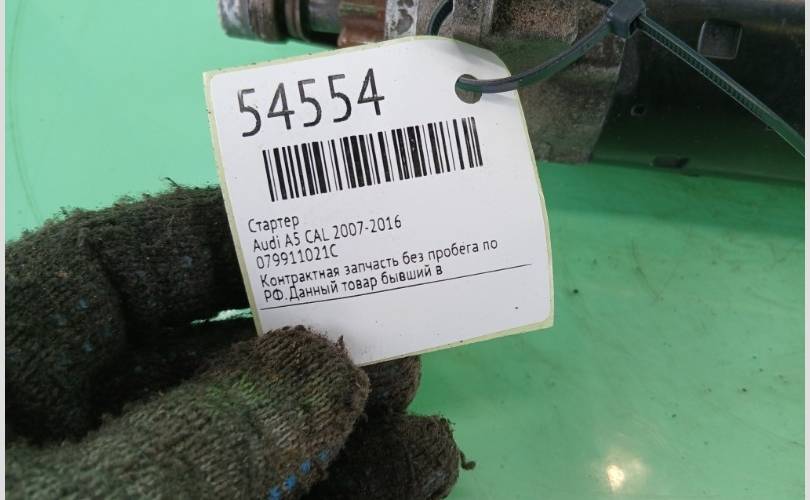 54554
Стартер
Audi A5 CAL 2007-2016
079911021C
Контрактная запчасть без пробега по
РФ.Данный товар бывший в